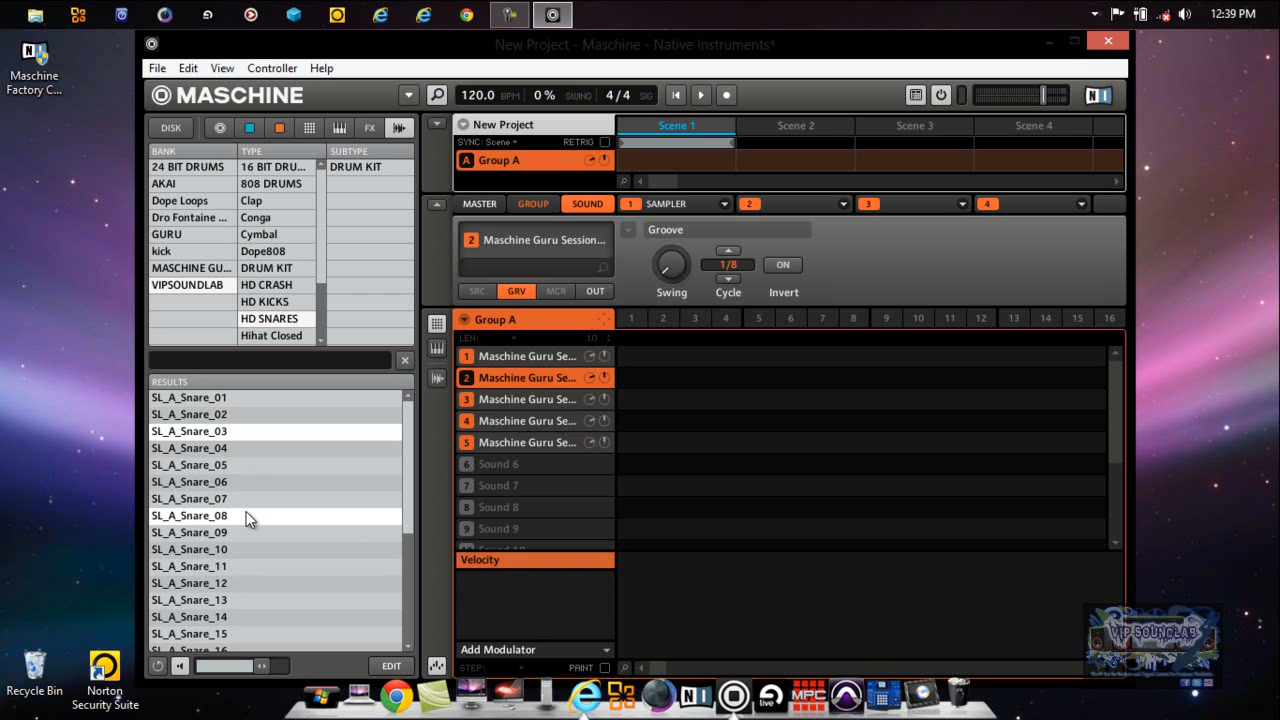 12:39 PM
Maschine
Factory C...
New Project - Maschine - Native Instruments*
File Edit View Controller Help
MASCHINE
120.0 BPM 0% SWING 4/4 SIG
DISK
FX
BANK TYPE SUBTYPE
24 BIT DRUMS 16 BIT DRU... DRUM KIT
AKAI 808 DRUMS
Dope Loops Clap
Dro Fontaine ... Conga
GURU Cymbal
kick Dope808
MASCHINE GU... DRUM KIT
VIPSOUNDLAB HD CRASH
HD KICKS
HD SNARES
Hihat Closed
RESULTS
SL_A_Snare_01
SL_A_Snare_02
SL_A_Snare_03
SL_A_Snare_04
SL_A_Snare_05
SL_A_Snare_06
SL_A_Snare_07
SL_A_Snare_08
SL_A_Snare_09
SL_A_Snare_10
SL_A_Snare_11
SL_A_Snare_12
SL_A_Snare_13
SL_A_Snare_14
SL_A_Snare_15
SL_A_Snare_16
EDIT
New Project Scene 1 Scene 2 Scene 3 Scene 4
SYNC: Scene RETRIG
A Group A
MASTER GROUP SOUND 1 SAMPLER 2 3 4
2 Maschine Guru Session...
Groove
1/8 ON
Swing Cycle Invert
SRC GRV MCR OUT
Group A 1 2 3 4 5 6 7 8 9 10 11 12 13 14 15 16
LEN: 1.0
1 Maschine Guru Se...
2 Maschine Guru Se...
3 Maschine Guru Se...
4 Maschine Guru Se...
5 Maschine Guru Se...
6 Sound 6
7 Sound 7
8 Sound 8
9 Sound 9
Sound 10
Velocity
Add Modulator
STEP: PAINT
VIP SOUNDLAB
Recycle Bin
Norton
Security Suite
live
MPC